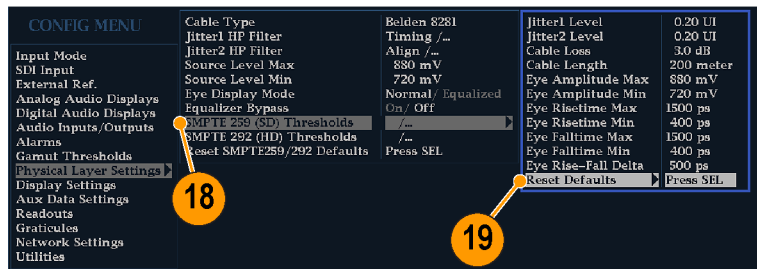 CONFIG MENU
Input Mode
SDI Input
External Ref.
Analog Audio Displays
Digital Audio Displays
Audio Inputs/Outputs
Alarms
Gamut Thresholds
Physical Layer Settings
Display Settings
Aux Data Settings
Readouts
Graticules
Network Settings
Utilities
Cable Type Belden 8281
Jitter1 HP Filter Timing /...
Jitter2 HP Filter Align /...
Source Level Max 880 mV
Source Level Min 720 mV
Eye Display Mode Normal/ Equalized
Equalizer Bypass On/ Off
SMPTE 259 (SD) Thresholds /...
SMPTE 292 (HD) Thresholds /...
Reset SMPTE259/292 Defaults Press SEL
18
Jitter1 Level 0.20 UI
Jitter2 Level 0.20 UI
Cable Loss 3.0 dB
Cable Length 200 meter
Eye Amplitude Max 880 mV
Eye Amplitude Min 720 mV
Eye Risetime Max 1500 ps
Eye Risetime Min 400 ps
Eye Falltime Max 1500 ps
Eye Falltime Min 400 ps
Eye Rise-Fall Delta 500 ps
Reset Defaults Press SEL
19